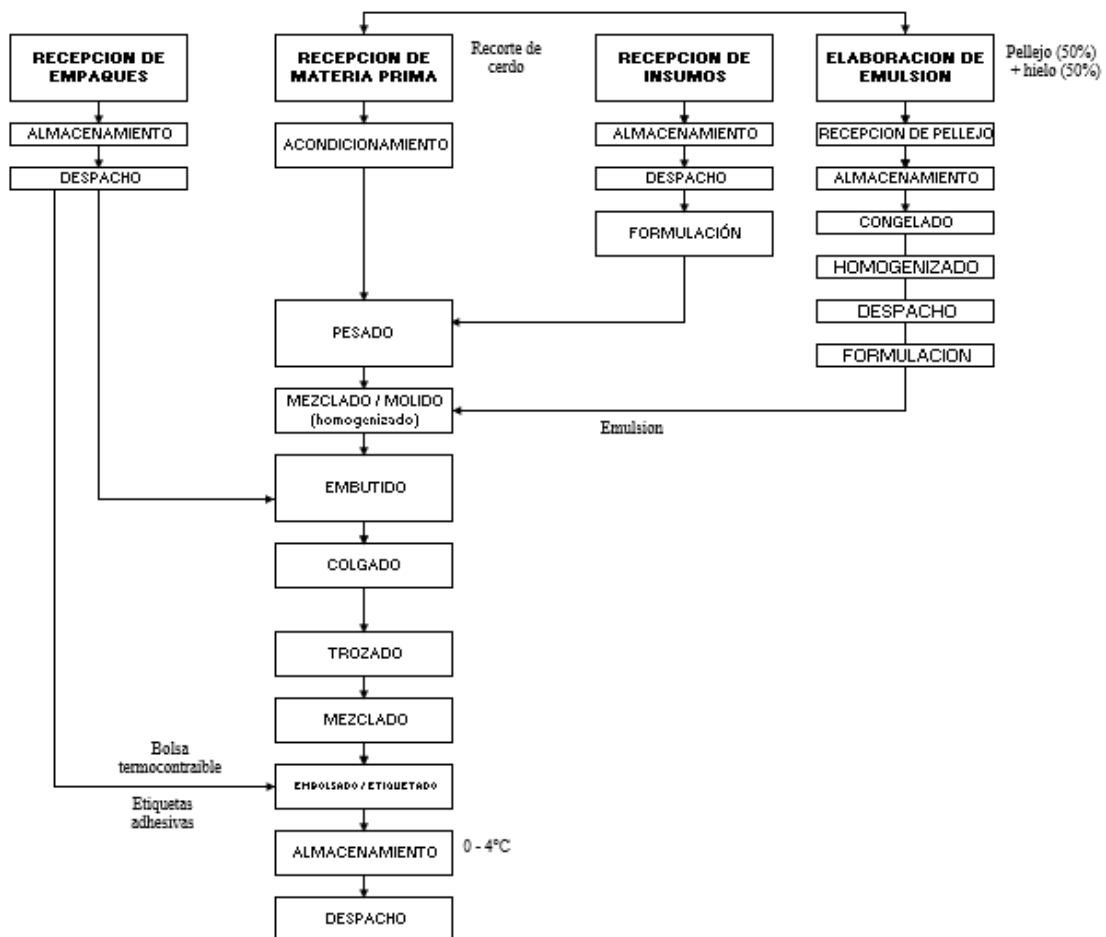 RECEPCION DE
EMPAQUES
RECEPCION DE
MATERIA PRIMA
Recorte de
cerdo
RECEPCION DE
INSUMOS
ELABORACION DE
EMULSION
Pellejo (50%)
+ hielo (50%)
ALMACENAMIENTO
ACONDICIONAMIENTO
ALMACENAMIENTO
RECEPCION DE PELLEJO
DESPACHO
DESPACHO
ALMACENAMIENTO
FORMULACIÓN
CONGELADO
HOMOGENIZADO
DESPACHO
PESADO
FORMULACION
MEZCLADO / MOLIDO
(homogenizado)
Emulsion
EMBUTIDO
COLGADO
TROZADO
MEZCLADO
Bolsa
termocontraible
EMBOLSADO / ETIQUETADO
Etiquetas
adhesivas
ALMACENAMIENTO
0 - 4°C
DESPACHO